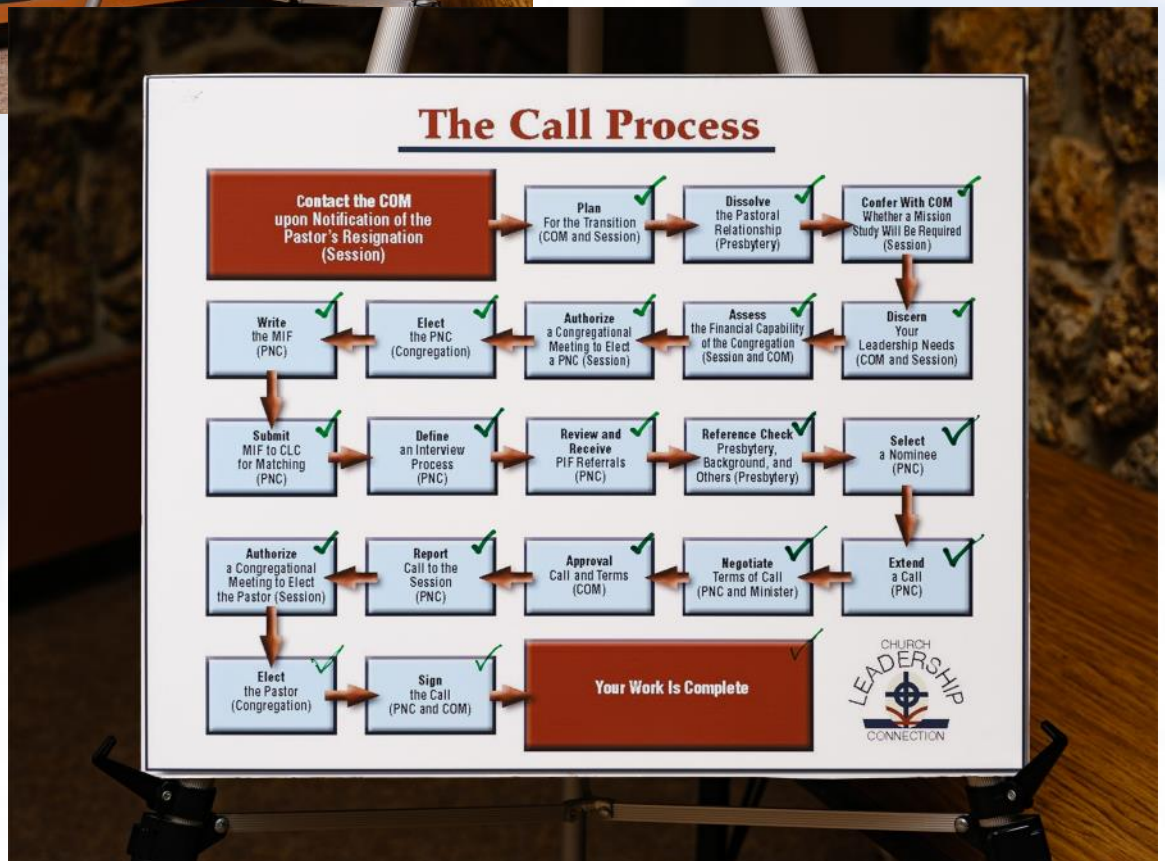 The Call Process
Contact the COM
upon Notification of the
Pastor's Resignation
(Session)
Plan
For the Transition
(COM and Session)
Dissolve
the Pastoral
Relationship
(Presbytery)
Confer With COM
Whether a Mission
Study Will Be Required
(Session)
Discern
Your
Leadership Needs
(COM and Session)
Assess
the Financial Capability
of the Congregation
(Session and COM)
Authorize
a Congregational
Meeting to Elect
a PNC (Session)
Elect
the PNC
(Congregation)
Write
the MIF
(PNC)
Submit
MIF to CLC
for Matching
(PNC)
Define
an Interview
Process
(PNC)
Review and
Receive
PIF Referrals
(PNC)
Reference Check
Presbytery,
Background, and
Others (Presbytery)
Select
a Nominee
(PNC)
Extend
a Call
(PNC)
Negotiate
Terms of Call
(PNC and Minister)
Approval
Call and Terms
(COM)
Report
Call to the
Session
(PNC)
Authorize
a Congregational
Meeting to Elect
the Pastor (Session)
Elect
the Pastor
(Congregation)
Sign
the Call
(PNC and COM)
Your Work Is Complete
CHURCH
LEADERSHIP
CONNECTION